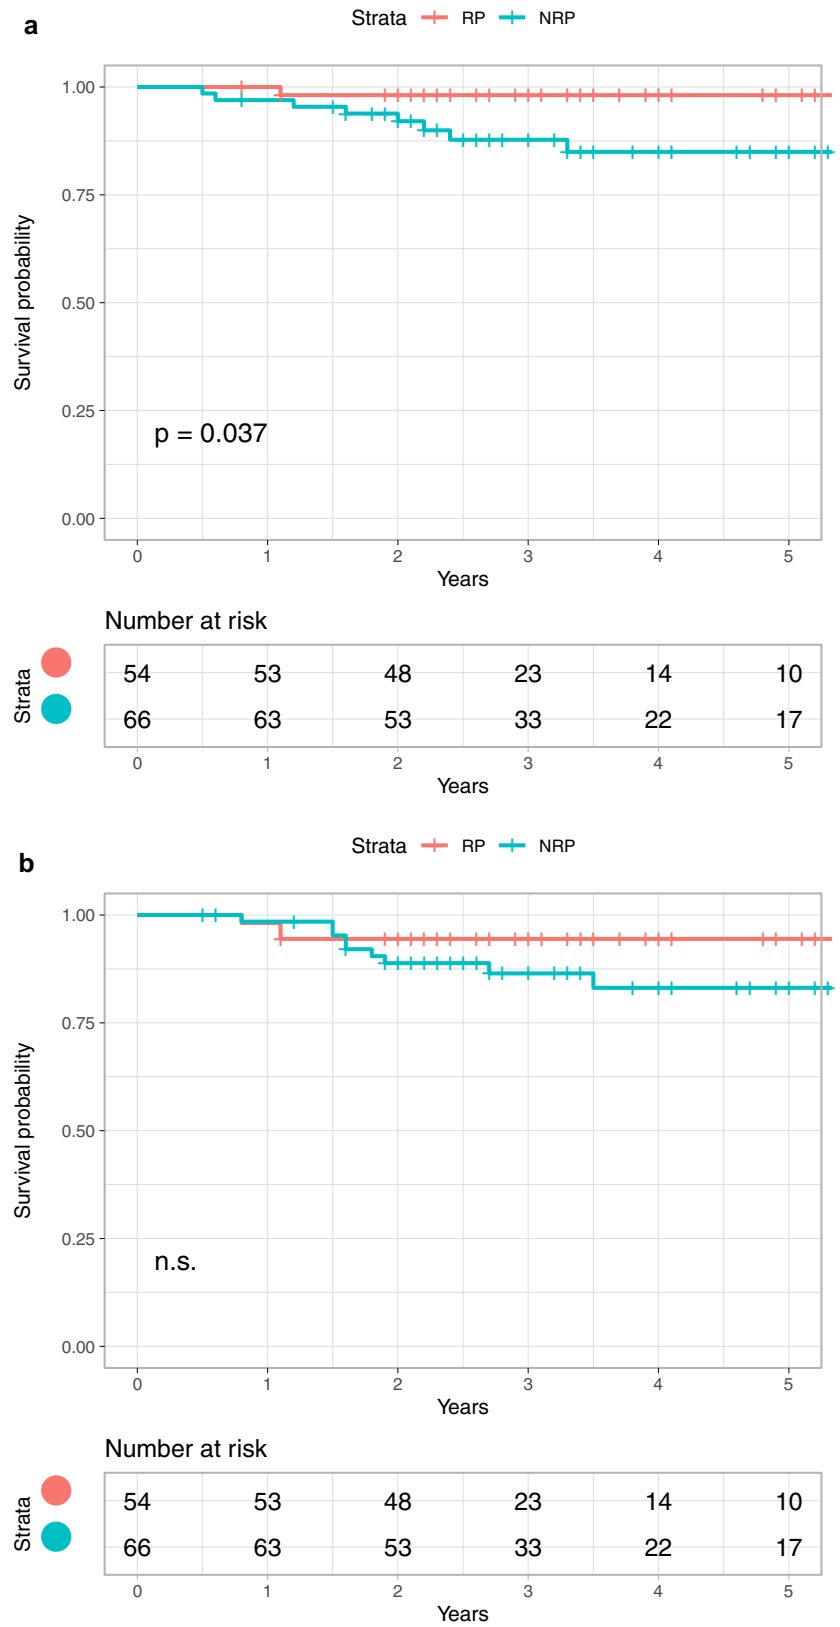 a
Strata RP NRP
1.00
0.75
0.50
0.25
0.00
Survival probability
p = 0.037
0 1 2 3 4 5
Years
Number at risk
Strata
54 53 48 23 14 10
66 63 53 33 22 17
0 1 2 3 4 5
Years
b
Strata RP NRP
1.00
0.75
0.50
0.25
0.00
Survival probability
n.s.
0 1 2 3 4 5
Years
Number at risk
Strata
54 53 48 23 14 10
66 63 53 33 22 17
0 1 2 3 4 5
Years